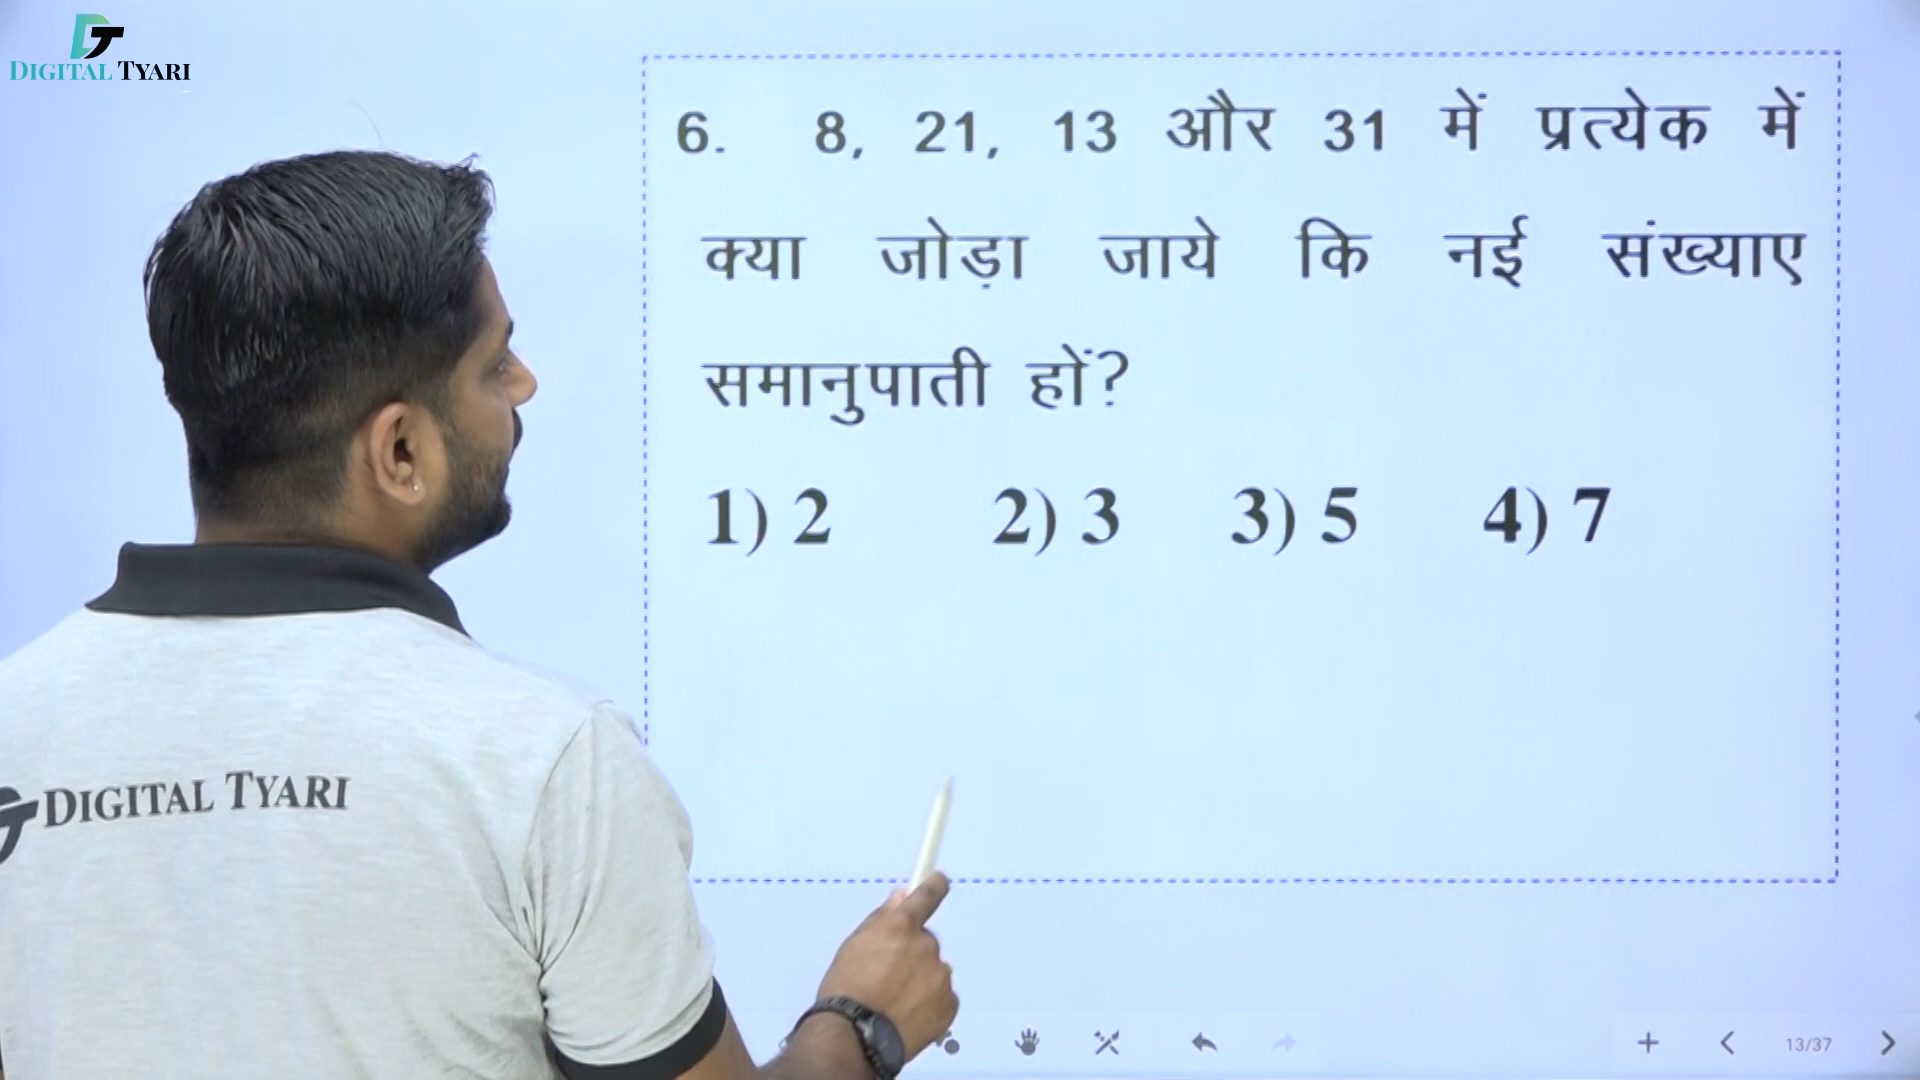 DT
DIGITAL TYARI
6. 8, 21, 13 और 31 में प्रत्येक में
क्या जोड़ा जाये कि नई संख्याए
समानुपाती हों?
1) 2 2) 3 3) 5 4) 7
DIGITAL TYARI
13/37